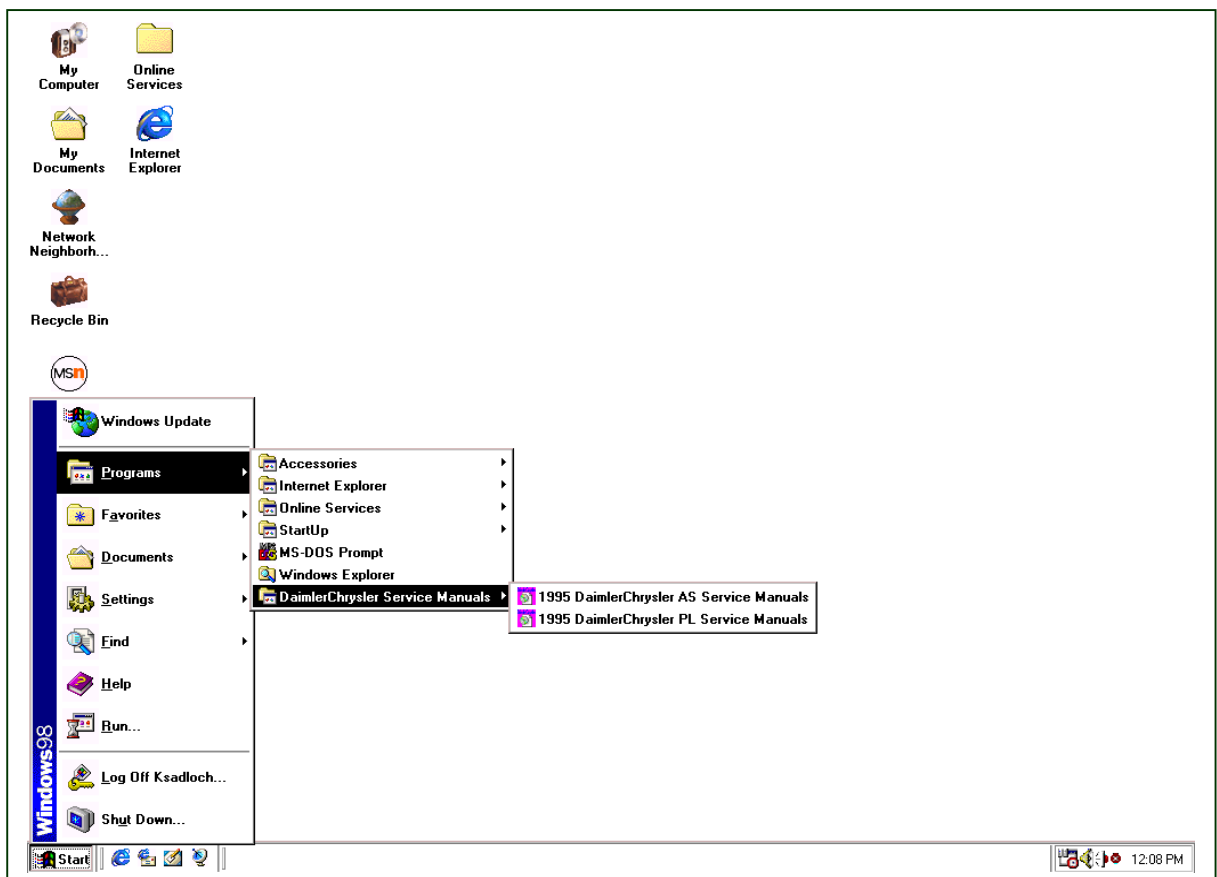 My
Computer
Online
Services
My
Documents
Internet
Explorer
Network
Neighborh...
Recycle Bin
MSn
Windows Update
Programs
Favorites
Documents
Settings
Find
Help
Run...
Log Off Ksadloch...
Shut Down...
Windows98
Accessories
Internet Explorer
Online Services
StartUp
MS-DOS Prompt
Windows Explorer
DaimlerChrysler Service Manuals
1995 DaimlerChrysler AS Service Manuals
1995 DaimlerChrysler PL Service Manuals
Start
12:08 PM